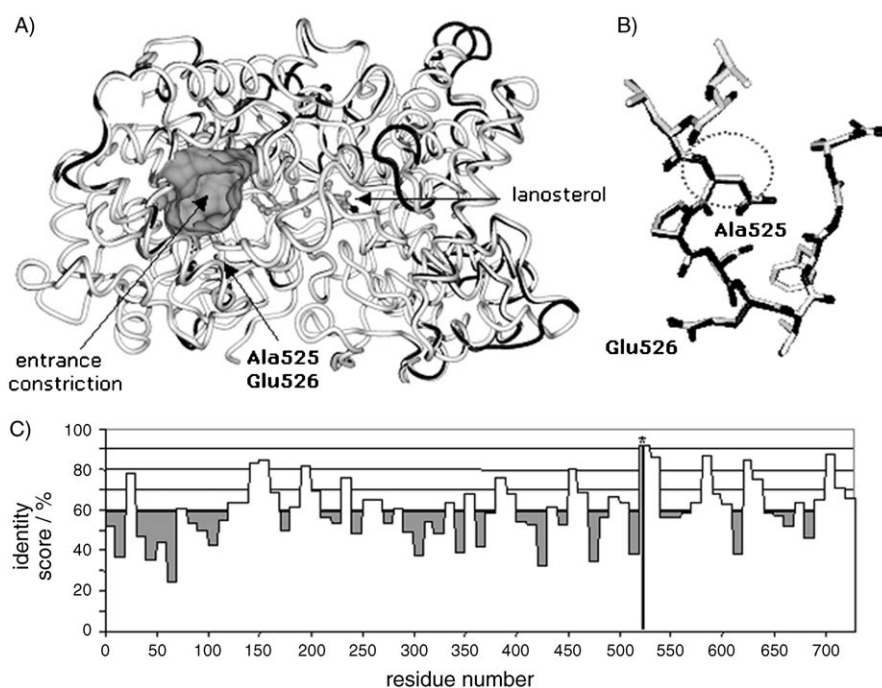 A)
lanosterol
entrance
constriction
Ala525
Glu526
B)
Ala525
Glu526
C)
identity
score / %
100
80
60
40
20
0
*
0 50 100 150 200 250 300 350 400 450 500 550 600 650 700
residue number